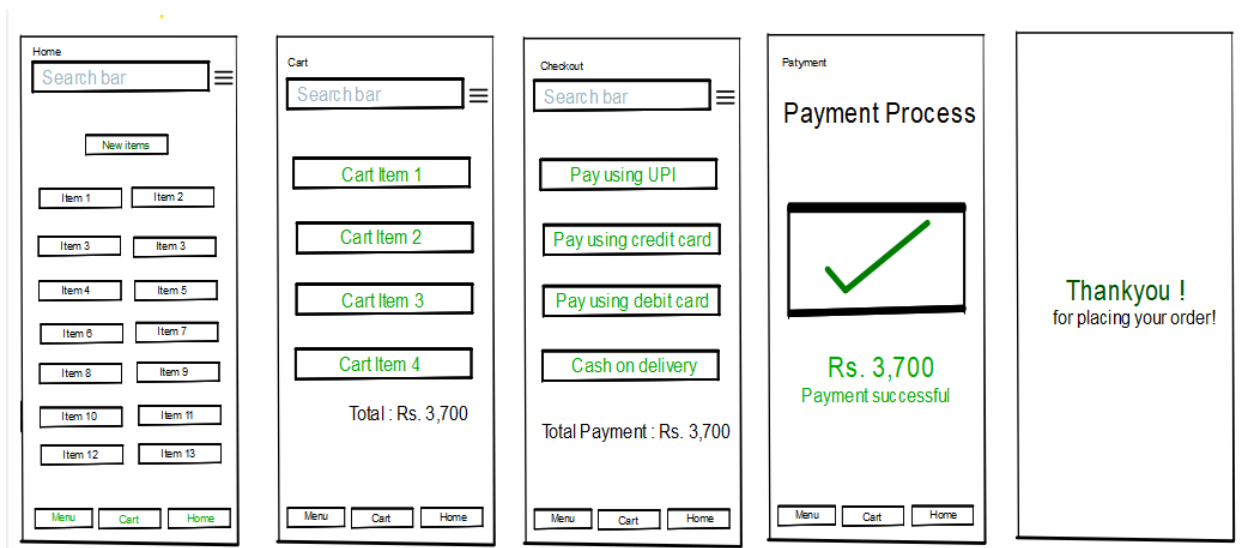 Home
Search bar
New items
Item 1
Item 2
Item 3
Item 3
Item 4
Item 5
Item 6
Item 7
Item 8
Item 9
Item 10
Item 11
Item 12
Item 13
Menu
Cart
Home
Cart
Search bar
Cart Item 1
Cart Item 2
Cart Item 3
Cart Item 4
Total : Rs. 3,700
Menu
Cart
Home
Checkout
Search bar
Pay using UPI
Pay using credit card
Pay using debit card
Cash on delivery
Total Payment : Rs. 3,700
Menu
Cart
Home
Patyment
Payment Process
Rs. 3,700
Payment successful
Menu
Cart
Home
Thankyou !
for placing your order!